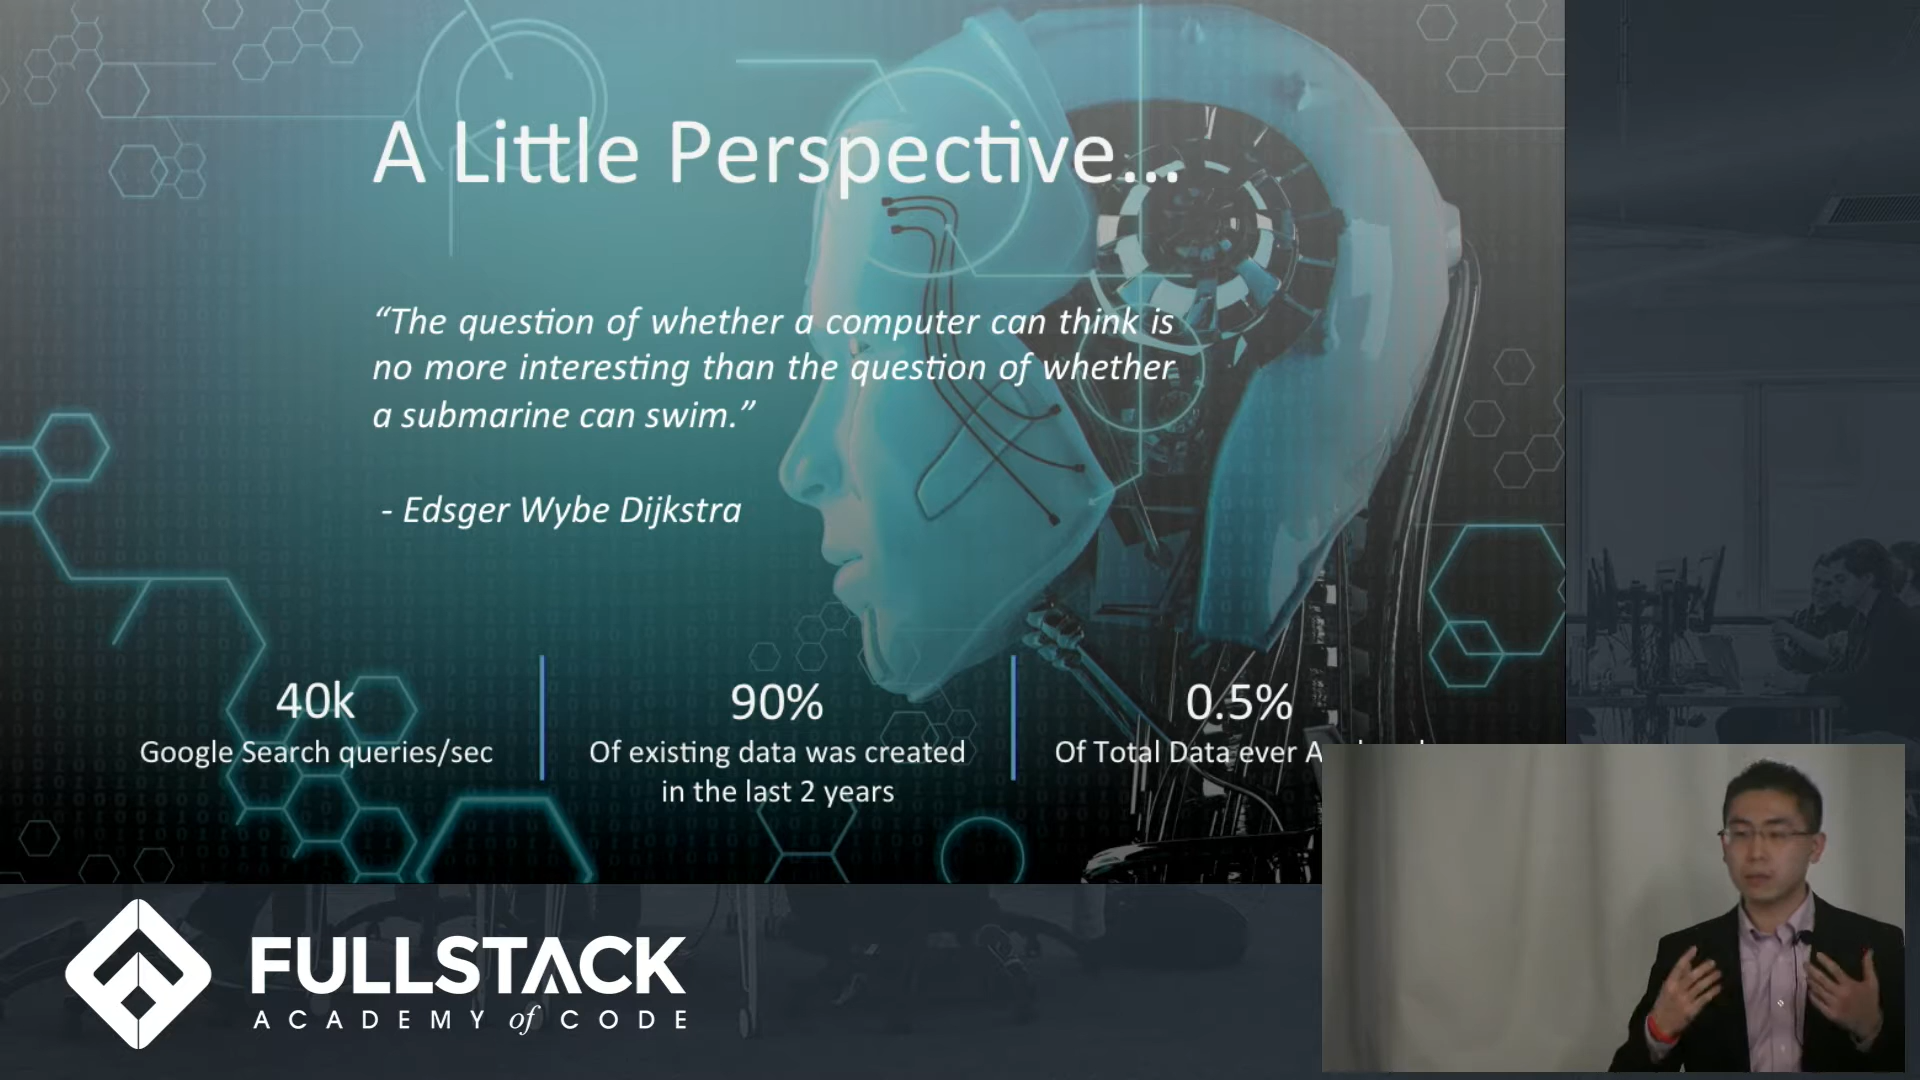 A Little Perspective...
“The question of whether a computer can think is
no more interesting than the question of whether
a submarine can swim.”
- Edsger Wybe Dijkstra
40k
Google Search queries/sec
90%
Of existing data was created
in the last 2 years
0.5%
Of Total Data ever
FULLSTACK
ACADEMY of CODE